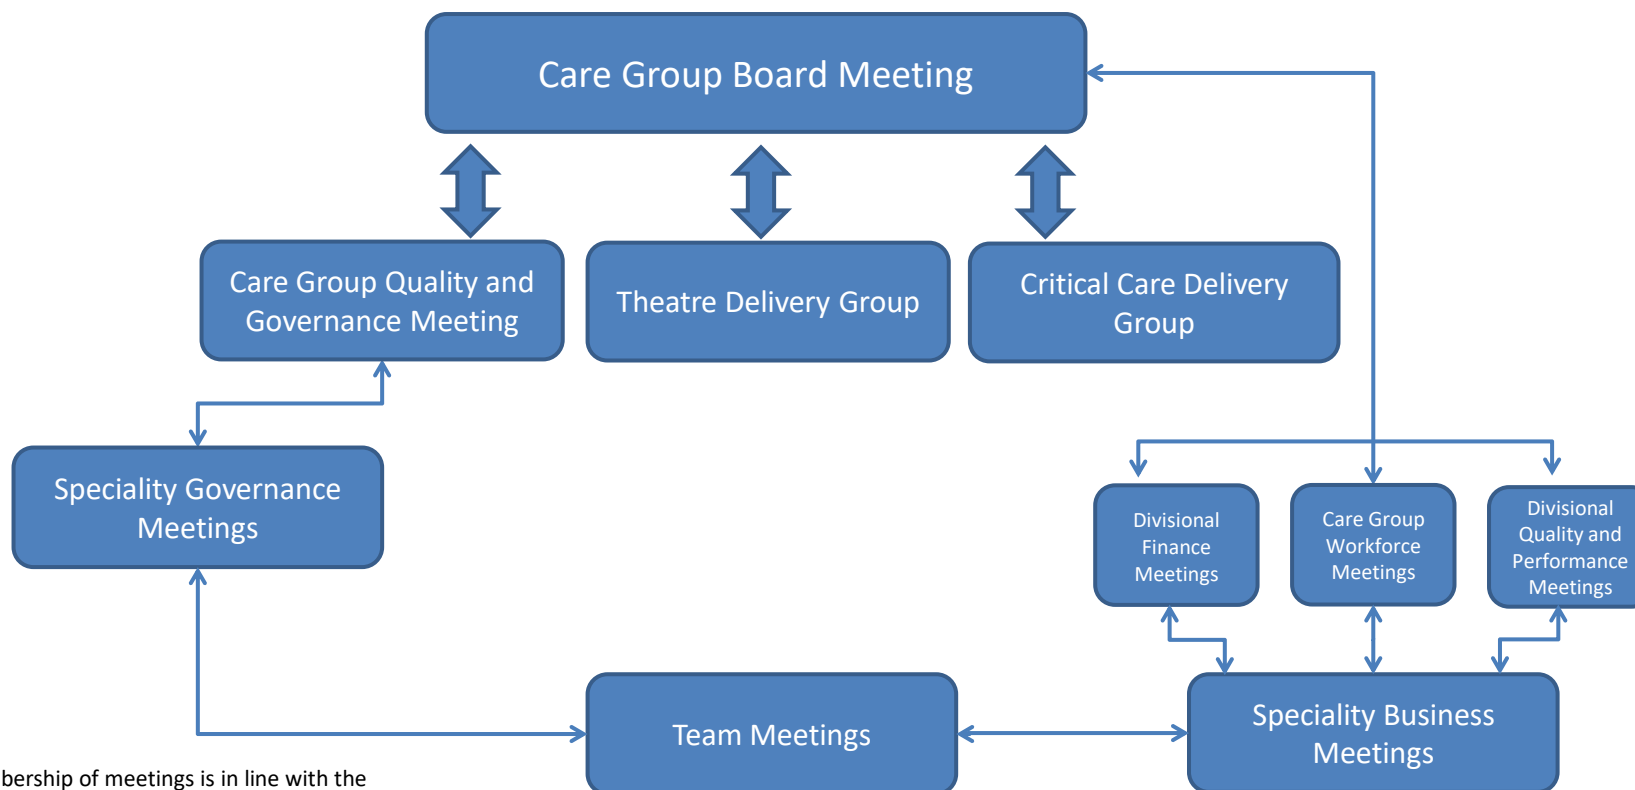 Care Group Board Meeting
Care Group Quality and
Governance Meeting
Theatre Delivery Group
Critical Care Delivery
Group
Speciality Governance
Meetings
Divisional
Finance
Meetings
Care Group
Workforce
Meetings
Divisional
Quality and
Performance
Meetings
Team Meetings
Speciality Business
Meetings
bership of meetings is in line with the